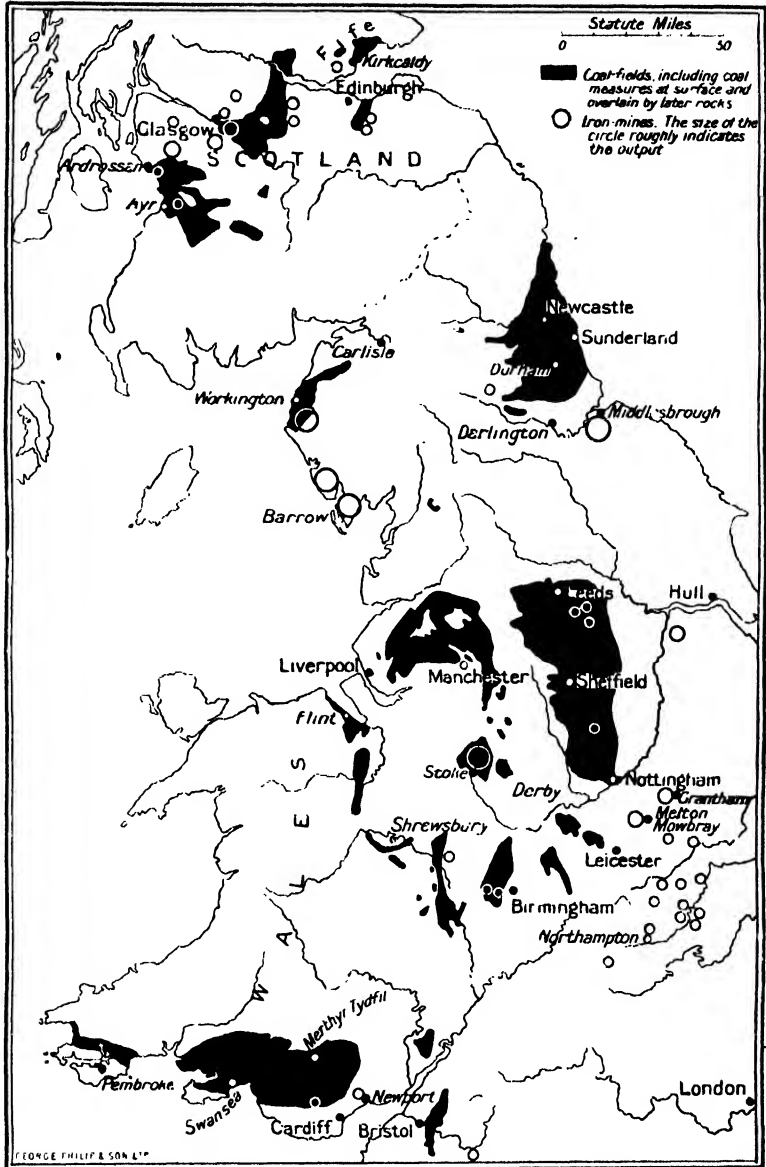 Statute Miles
0 50
Coal-fields, including coal
measures at surface and
overlain by later rocks
Iron-mines. The size of the
circle roughly indicates
the output
Fife
Kirkcaldy
Edinburgh
Glasgow
SCOTLAND
Ardrossan
Ayr
Newcastle
Sunderland
Durham
Carlisle
Workington
Middlesbrough
Darlington
Barrow
Leeds
Hull
Liverpool
Manchester
Sheffield
Flint
Stoke
Derby
Nottingham
Grantham
Melton
Mowbray
Shrewsbury
Leicester
Birmingham
Northampton
WALES
Merthyr Tydfil
Pembroke
Swansea
Newport
Cardiff
Bristol
London
GEORGE PHILIP & SON LTD